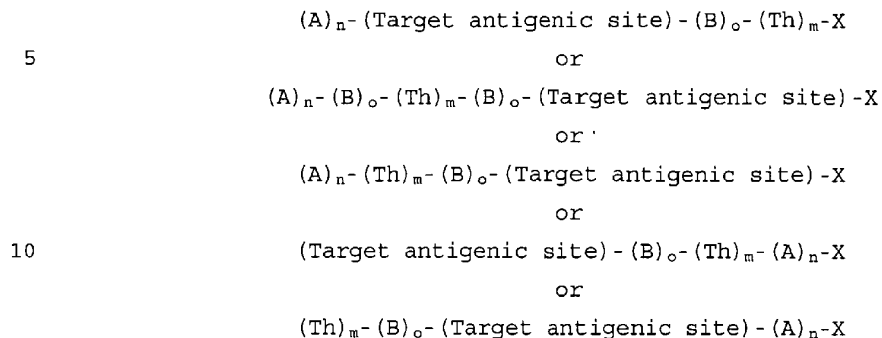 (A)n-(Target antigenic site)-(B)o-(Th)m-X
5 or
(A)n-(B)o-(Th)m-(B)o-(Target antigenic site)-X
or
(A)n-(Th)m-(B)o-(Target antigenic site)-X
or
10 (Target antigenic site)-(B)o-(Th)m-(A)n-X
or
(Th)m-(B)o-(Target antigenic site)-(A)n-X